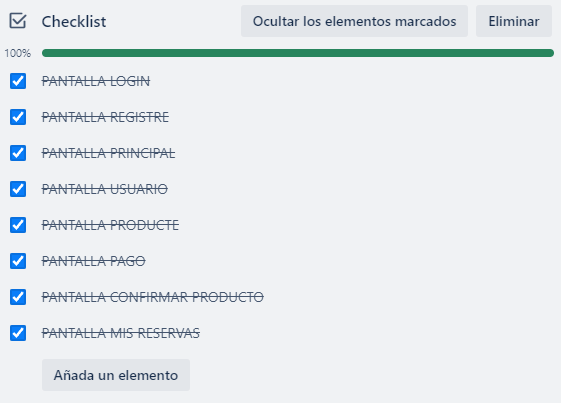 Checklist
Ocultar los elementos marcados
Eliminar
100%
PANTALLA LOGIN
PANTALLA REGISTRE
PANTALLA PRINCIPAL
PANTALLA USUARIO
PANTALLA PRODUCTE
PANTALLA PAGO
PANTALLA CONFIRMAR PRODUCTO
PANTALLA MIS RESERVAS
Añada un elemento